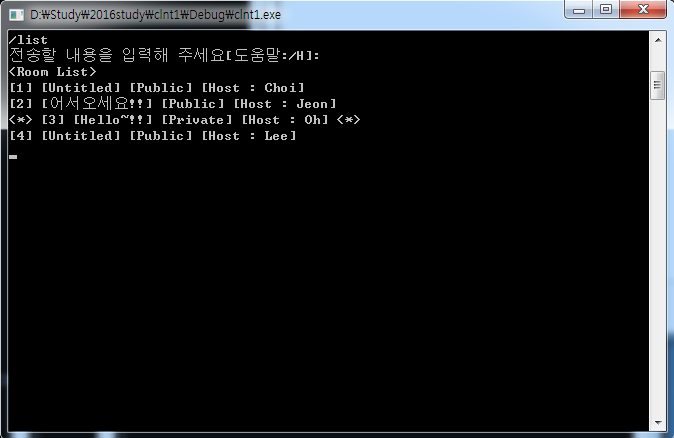 D:₩Study₩2016study₩clnt1₩Debug₩clnt1.exe
/list
전송할 내용을 입력해 주세요[도움말:/H]:
<Room List>
[1] [Untitled] [Public] [Host : Choi]
[2] [어서오세요!!] [Public] [Host : Jeon]
<*> [3] [Hello~!!] [Private] [Host : Oh] <*>
[4] [Untitled] [Public] [Host : Lee]